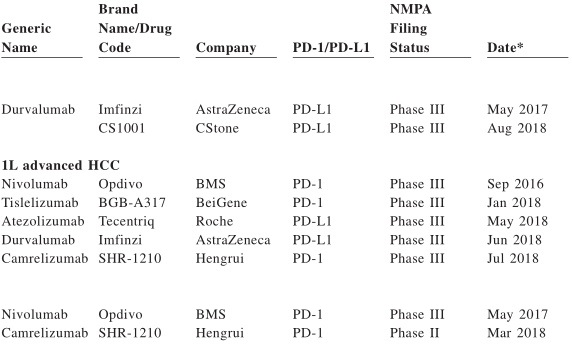 Generic Name Brand Name/Drug Code Company PD-1/PD-L1 NMPA Filing Status Date*
Durvalumab Imfinzi AstraZeneca PD-L1 Phase III May 2017
CS1001 CStone PD-L1 Phase III Aug 2018
1L advanced HCC
Nivolumab Opdivo BMS PD-1 Phase III Sep 2016
Tislelizumab BGB-A317 BeiGene PD-1 Phase III Jan 2018
Atezolizumab Tecentriq Roche PD-L1 Phase III May 2018
Durvalumab Imfinzi AstraZeneca PD-L1 Phase III Jun 2018
Camrelizumab SHR-1210 Hengrui PD-1 Phase III Jul 2018
Nivolumab Opdivo BMS PD-1 Phase III May 2017
Camrelizumab SHR-1210 Hengrui PD-1 Phase II Mar 2018